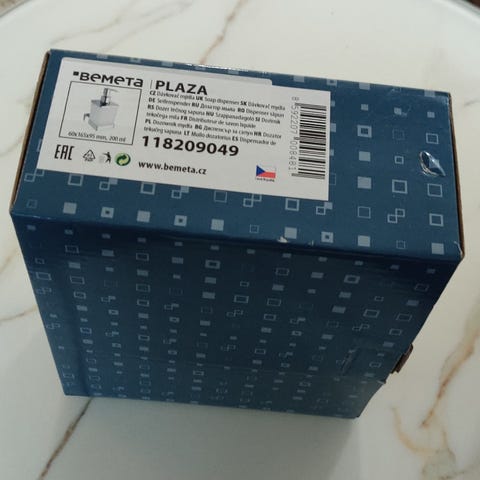 BEMETA PLAZA
CZ Dávkovač mýdla UK Soap dispenser SK Dávkovač mydla
DE Seifenspender RU Дозатор мыла RO Dispenser săpun
RS Dozer tečnog sapuna HU Szappanadagoló SI Dozirnik
tekočega mila FR Distributeur de savon liquide
PL Dozownik mydła BG Диспенсър за сапун HR Dozator
tekućeg sapuna LT Muilo dozatorius ES Dispensador de
60x165x95 mm, 200 ml
118209049
EAC
www.bemeta.cz